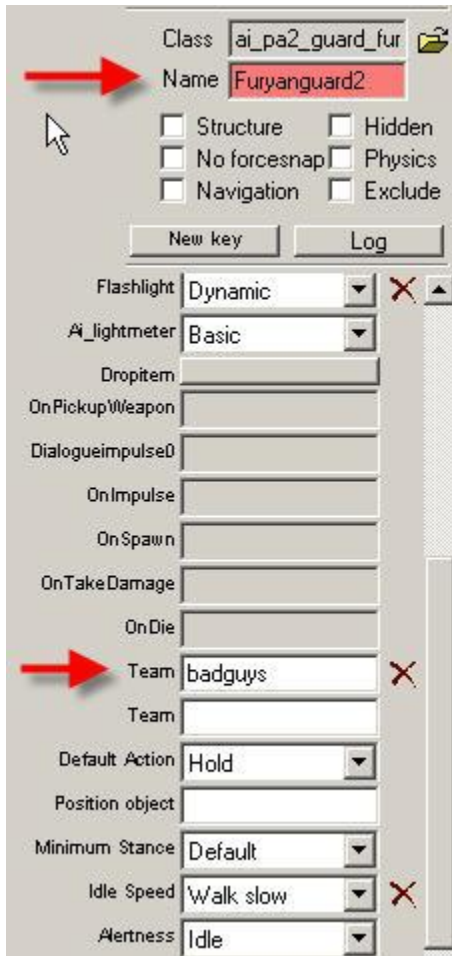 Class ai_pa2_guard_fur
Name Furyanguard2
Structure Hidden
No forcesnap Physics
Navigation Exclude
New key Log
Flashlight Dynamic
Ai_lightmeter Basic
Dropitem
OnPickupWeapon
Dialogueimpulse0
OnImpulse
OnSpawn
OnTakeDamage
OnDie
Team badguys
Team
Default Action Hold
Position object
Minimum Stance Default
Idle Speed Walk slow
Alertness Idle